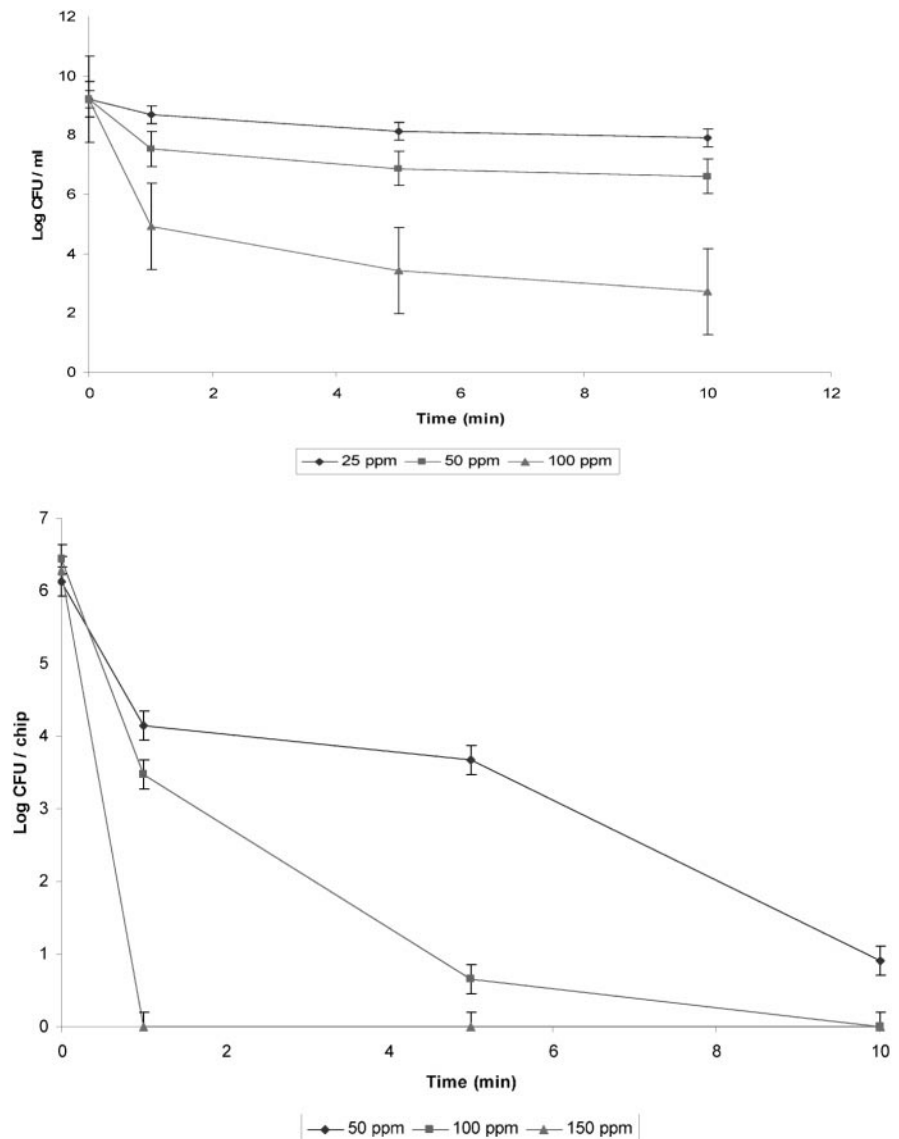 12
10
8
6
4
2
0
Log CFU / ml
0 2 4 6 8 10 12
Time (min)
25 ppm 50 ppm 100 ppm
7
6
5
4
3
2
1
0
Log CFU / chip
0 2 4 6 8 10
Time (min)
50 ppm 100 ppm 150 ppm